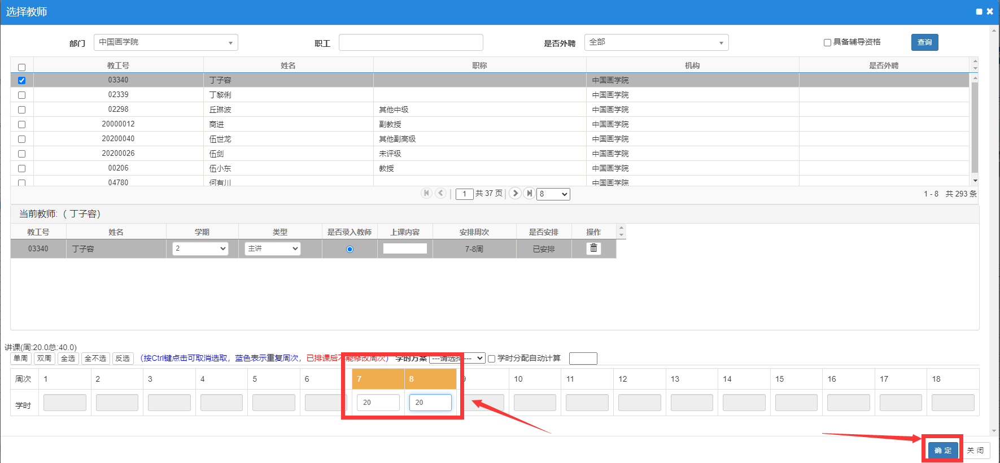 选择教师
部门 中国画学院 职工 是否外聘 全部 具备辅导资格 查询
教工号 姓名 职称 机构 是否外聘
03340 丁子容 中国画学院
02339 丁黎俐 中国画学院
02298 丘琳波 其他中级 中国画学院
20000012 商进 副教授 中国画学院
20200040 伍世龙 其他副高级 中国画学院
20200026 伍剑 未评级 中国画学院
00206 伍小东 教授 中国画学院
04780 何有川 中国画学院
1 共 37 页 8 1 - 8 共 293 条
当前教师: （ 丁子容）
教工号 姓名 学期 类型 是否录入教师 上课内容 安排周次 是否安排 操作
03340 丁子容 2 主讲 7-8周 已安排
讲课(周:20.0总:40.0)
单周 双周 全选 全不选 反选 （按Ctrl键点击可取消选取，蓝色表示重复周次，已排课后不能修改周次） 学时方案 ---请选择--- 学时分配自动计算
周次 1 2 3 4 5 6 7 8 9 10 11 12 13 14 15 16 17 18
学时 20 20
确 定 关 闭